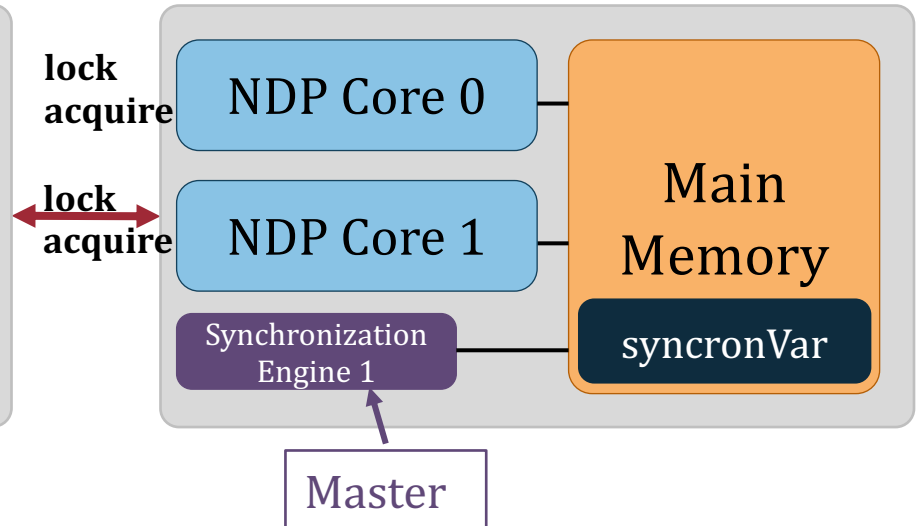 lock
acquire
NDP Core 0
lock
acquire
NDP Core 1
Main
Memory
Synchronization
Engine 1
syncronVar
Master